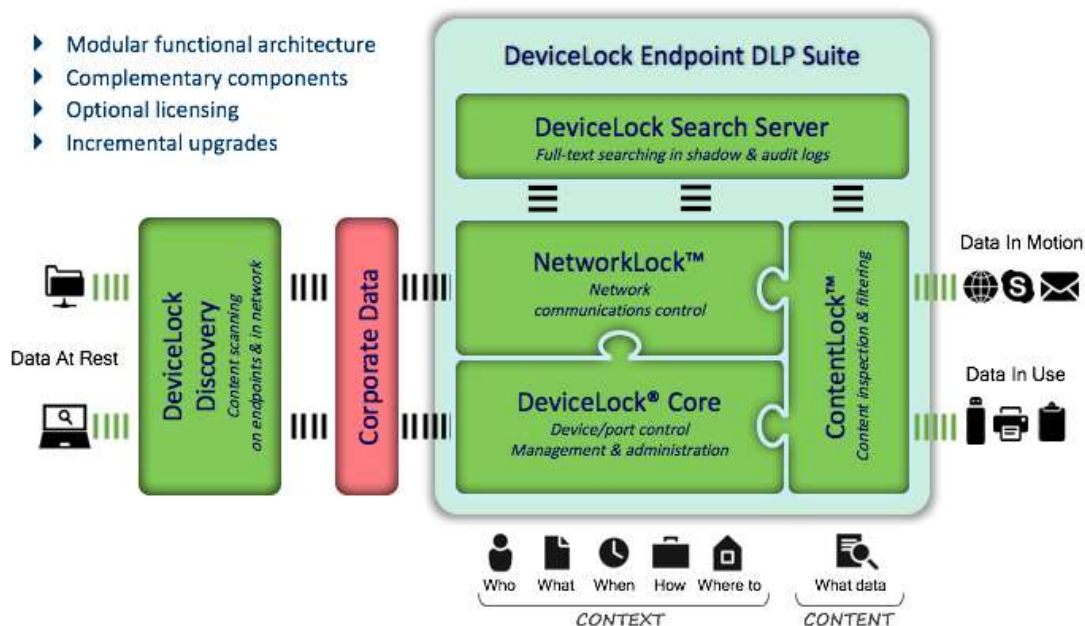 Modular functional architecture
Complementary components
Optional licensing
Incremental upgrades
DeviceLock Endpoint DLP Suite
DeviceLock Search Server
Full-text searching in shadow & audit logs
Data At Rest
DeviceLock
Discovery
Content scanning
on endpoints & in network
Corporate Data
NetworkLock™
Network
communications control
DeviceLock® Core
Device/port control
Management & administration
ContentLock™
Content inspection & filtering
Data In Motion
S
Data In Use
Who
What
When
How
Where to
What data
CONTEXT
CONTENT